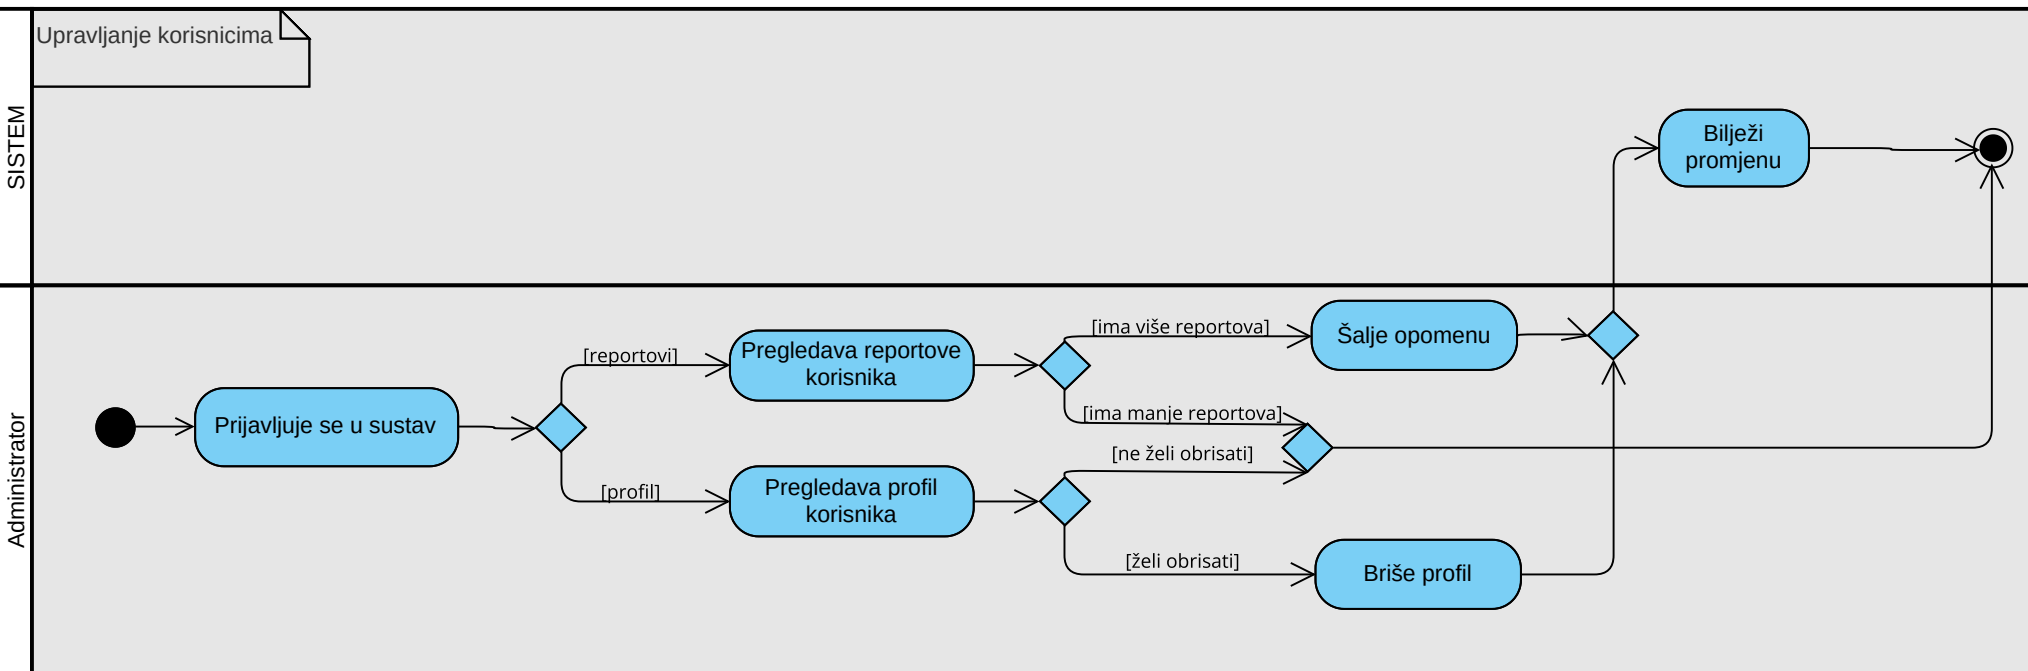 Upravljanje korisnicima
SISTEM
Bilježi
promjenu
Administrator
Prijavljuje se u sustav
[reportovi]
Pregledava reportove
korisnika
[ima više reportova]
Šalje opomenu
[ima manje reportova]
[ne želi obrisati]
[profil]
Pregledava profil
korisnika
[želi obrisati]
Briše profil